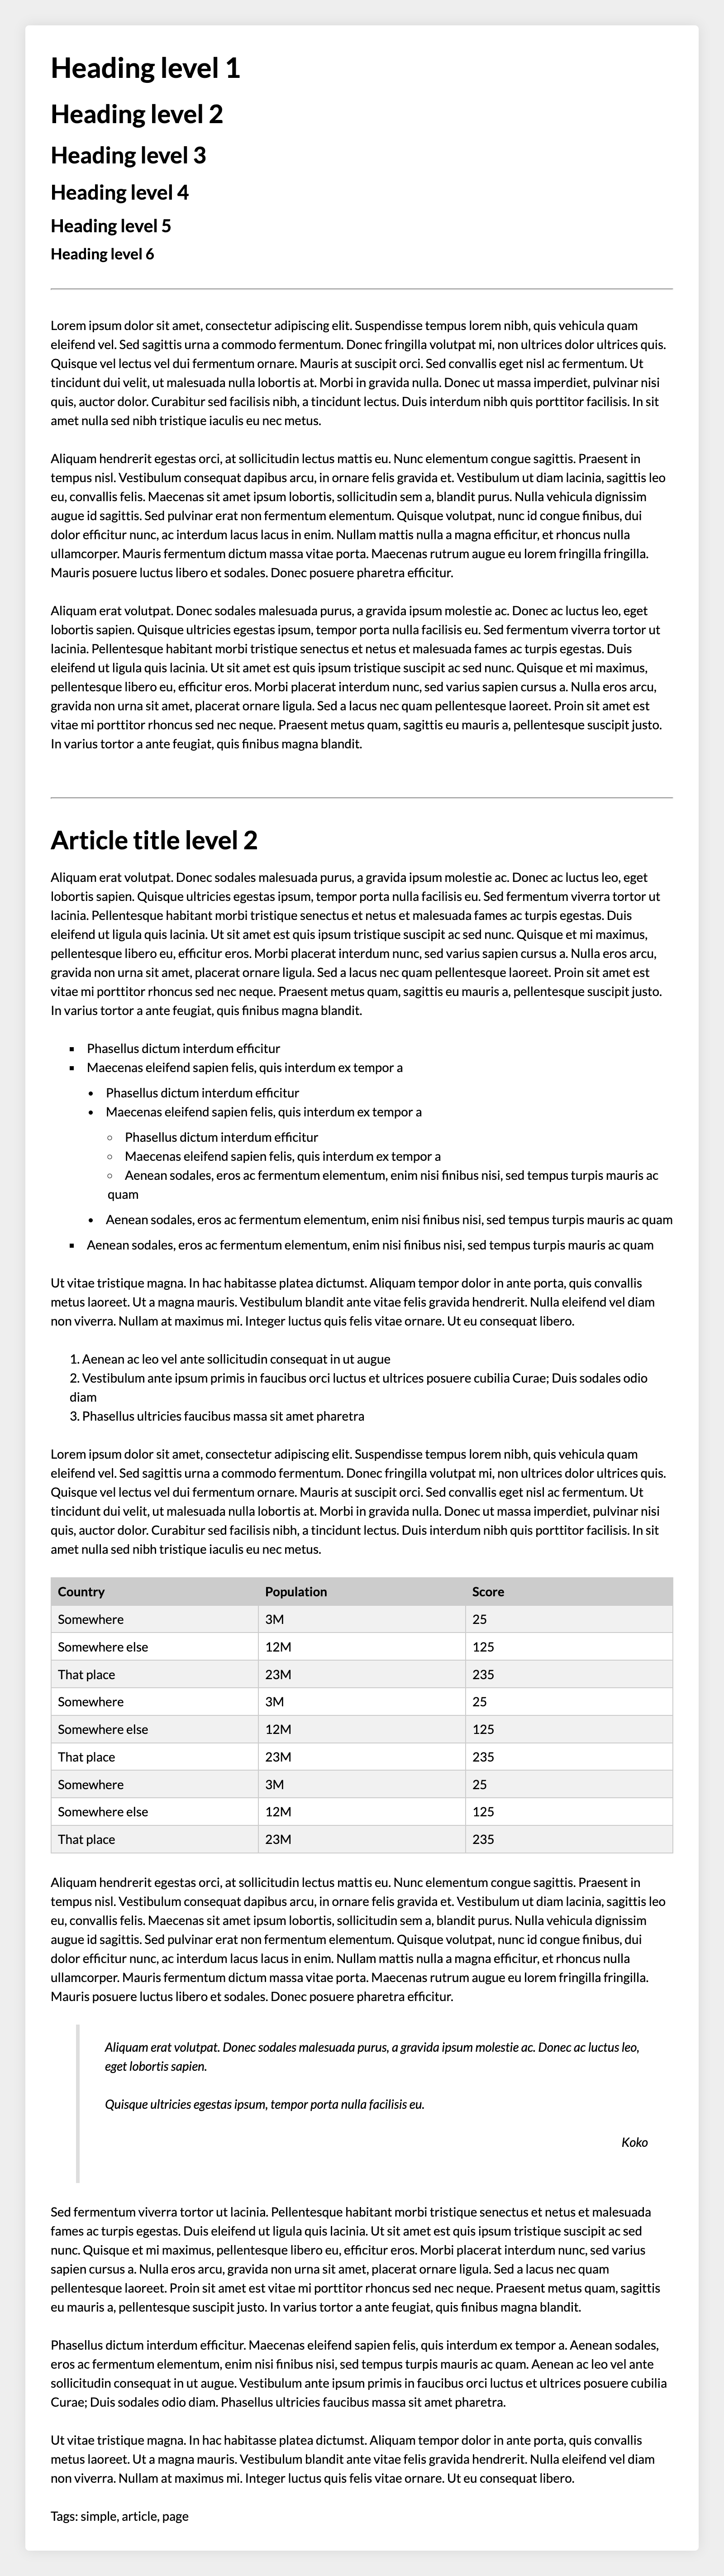 Heading level 1
Heading level 2
Heading level 3
Heading level 4
Heading level 5
Heading level 6
Lorem ipsum dolor sit amet, consectetur adipiscing elit. Suspendisse tempus lorem nibh, quis vehicula quam
eleifend vel. Sed sagittis urna a commodo fermentum. Donec fringilla volutpat mi, non ultrices dolor ultrices quis.
Quisque vel lectus vel dui fermentum ornare. Mauris at suscipit orci. Sed convallis eget nisl ac fermentum. Ut
tincidunt dui velit, ut malesuada nulla lobortis at. Morbi in gravida nulla. Donec ut massa imperdiet, pulvinar nisi
quis, auctor dolor. Curabitur sed facilisis nibh, a tincidunt lectus. Duis interdum nibh quis porttitor facilisis. In sit
amet nulla sed nibh tristique iaculis eu nec metus.
Aliquam hendrerit egestas orci, at sollicitudin lectus mattis eu. Nunc elementum congue sagittis. Praesent in
tempus nisl. Vestibulum consequat dapibus arcu, in ornare felis gravida et. Vestibulum ut diam lacinia, sagittis leo
eu, convallis felis. Maecenas sit amet ipsum lobortis, sollicitudin sem a, blandit purus. Nulla vehicula dignissim
augue id sagittis. Sed pulvinar erat non fermentum elementum. Quisque volutpat, nunc id congue finibus, dui
dolor efficitur nunc, ac interdum lacus lacus in enim. Nullam mattis nulla a magna efficitur, et rhoncus nulla
ullamcorper. Mauris fermentum dictum massa vitae porta. Maecenas rutrum augue eu lorem fringilla fringilla.
Mauris posuere luctus libero et sodales. Donec posuere pharetra efficitur.
Aliquam erat volutpat. Donec sodales malesuada purus, a gravida ipsum molestie ac. Donec ac luctus leo, eget
lobortis sapien. Quisque ultricies egestas ipsum, tempor porta nulla facilisis eu. Sed fermentum viverra tortor ut
lacinia. Pellentesque habitant morbi tristique senectus et netus et malesuada fames ac turpis egestas. Duis
eleifend ut ligula quis lacinia. Ut sit amet est quis ipsum tristique suscipit ac sed nunc. Quisque et mi maximus,
pellentesque libero eu, efficitur eros. Morbi placerat interdum nunc, sed varius sapien cursus a. Nulla eros arcu,
gravida non urna sit amet, placerat ornare ligula. Sed a lacus nec quam pellentesque laoreet. Proin sit amet est
vitae mi porttitor rhoncus sed nec neque. Praesent metus quam, sagittis eu mauris a, pellentesque suscipit justo.
In varius tortor a ante feugiat, quis finibus magna blandit.
Article title level 2
Aliquam erat volutpat. Donec sodales malesuada purus, a gravida ipsum molestie ac. Donec ac luctus leo, eget
lobortis sapien. Quisque ultricies egestas ipsum, tempor porta nulla facilisis eu. Sed fermentum viverra tortor ut
lacinia. Pellentesque habitant morbi tristique senectus et netus et malesuada fames ac turpis egestas. Duis
eleifend ut ligula quis lacinia. Ut sit amet est quis ipsum tristique suscipit ac sed nunc. Quisque et mi maximus,
pellentesque libero eu, efficitur eros. Morbi placerat interdum nunc, sed varius sapien cursus a. Nulla eros arcu,
gravida non urna sit amet, placerat ornare ligula. Sed a lacus nec quam pellentesque laoreet. Proin sit amet est
vitae mi porttitor rhoncus sed nec neque. Praesent metus quam, sagittis eu mauris a, pellentesque suscipit justo.
In varius tortor a ante feugiat, quis finibus magna blandit.
▪ Phasellus dictum interdum efficitur
▪ Maecenas eleifend sapien felis, quis interdum ex tempor a
• Phasellus dictum interdum efficitur
• Maecenas eleifend sapien felis, quis interdum ex tempor a
◦ Phasellus dictum interdum efficitur
◦ Maecenas eleifend sapien felis, quis interdum ex tempor a
◦ Aenean sodales, eros ac fermentum elementum, enim nisi finibus nisi, sed tempus turpis mauris ac
quam
• Aenean sodales, eros ac fermentum elementum, enim nisi finibus nisi, sed tempus turpis mauris ac quam
▪ Aenean sodales, eros ac fermentum elementum, enim nisi finibus nisi, sed tempus turpis mauris ac quam
Ut vitae tristique magna. In hac habitasse platea dictumst. Aliquam tempor dolor in ante porta, quis convallis
metus laoreet. Ut a magna mauris. Vestibulum blandit ante vitae felis gravida hendrerit. Nulla eleifend vel diam
non viverra. Nullam at maximus mi. Integer luctus quis felis vitae ornare. Ut eu consequat libero.
1. Aenean ac leo vel ante sollicitudin consequat in ut augue
2. Vestibulum ante ipsum primis in faucibus orci luctus et ultrices posuere cubilia Curae; Duis sodales odio
diam
3. Phasellus ultricies faucibus massa sit amet pharetra
Lorem ipsum dolor sit amet, consectetur adipiscing elit. Suspendisse tempus lorem nibh, quis vehicula quam
eleifend vel. Sed sagittis urna a commodo fermentum. Donec fringilla volutpat mi, non ultrices dolor ultrices quis.
Quisque vel lectus vel dui fermentum ornare. Mauris at suscipit orci. Sed convallis eget nisl ac fermentum. Ut
tincidunt dui velit, ut malesuada nulla lobortis at. Morbi in gravida nulla. Donec ut massa imperdiet, pulvinar nisi
quis, auctor dolor. Curabitur sed facilisis nibh, a tincidunt lectus. Duis interdum nibh quis porttitor facilisis. In sit
amet nulla sed nibh tristique iaculis eu nec metus.
Country Population Score
Somewhere 3M 25
Somewhere else 12M 125
That place 23M 235
Somewhere 3M 25
Somewhere else 12M 125
That place 23M 235
Somewhere 3M 25
Somewhere else 12M 125
That place 23M 235
Aliquam hendrerit egestas orci, at sollicitudin lectus mattis eu. Nunc elementum congue sagittis. Praesent in
tempus nisl. Vestibulum consequat dapibus arcu, in ornare felis gravida et. Vestibulum ut diam lacinia, sagittis leo
eu, convallis felis. Maecenas sit amet ipsum lobortis, sollicitudin sem a, blandit purus. Nulla vehicula dignissim
augue id sagittis. Sed pulvinar erat non fermentum elementum. Quisque volutpat, nunc id congue finibus, dui
dolor efficitur nunc, ac interdum lacus lacus in enim. Nullam mattis nulla a magna efficitur, et rhoncus nulla
ullamcorper. Mauris fermentum dictum massa vitae porta. Maecenas rutrum augue eu lorem fringilla fringilla.
Mauris posuere luctus libero et sodales. Donec posuere pharetra efficitur.
Aliquam erat volutpat. Donec sodales malesuada purus, a gravida ipsum molestie ac. Donec ac luctus leo,
eget lobortis sapien.
Quisque ultricies egestas ipsum, tempor porta nulla facilisis eu.
Koko
Sed fermentum viverra tortor ut lacinia. Pellentesque habitant morbi tristique senectus et netus et malesuada
fames ac turpis egestas. Duis eleifend ut ligula quis lacinia. Ut sit amet est quis ipsum tristique suscipit ac sed
nunc. Quisque et mi maximus, pellentesque libero eu, efficitur eros. Morbi placerat interdum nunc, sed varius
sapien cursus a. Nulla eros arcu, gravida non urna sit amet, placerat ornare ligula. Sed a lacus nec quam
pellentesque laoreet. Proin sit amet est vitae mi porttitor rhoncus sed nec neque. Praesent metus quam, sagittis
eu mauris a, pellentesque suscipit justo. In varius tortor a ante feugiat, quis finibus magna blandit.
Phasellus dictum interdum efficitur. Maecenas eleifend sapien felis, quis interdum ex tempor a. Aenean sodales,
eros ac fermentum elementum, enim nisi finibus nisi, sed tempus turpis mauris ac quam. Aenean ac leo vel ante
sollicitudin consequat in ut augue. Vestibulum ante ipsum primis in faucibus orci luctus et ultrices posuere cubilia
Curae; Duis sodales odio diam. Phasellus ultricies faucibus massa sit amet pharetra.
Ut vitae tristique magna. In hac habitasse platea dictumst. Aliquam tempor dolor in ante porta, quis convallis
metus laoreet. Ut a magna mauris. Vestibulum blandit ante vitae felis gravida hendrerit. Nulla eleifend vel diam
non viverra. Nullam at maximus mi. Integer luctus quis felis vitae ornare. Ut eu consequat libero.
Tags: simple, article, page